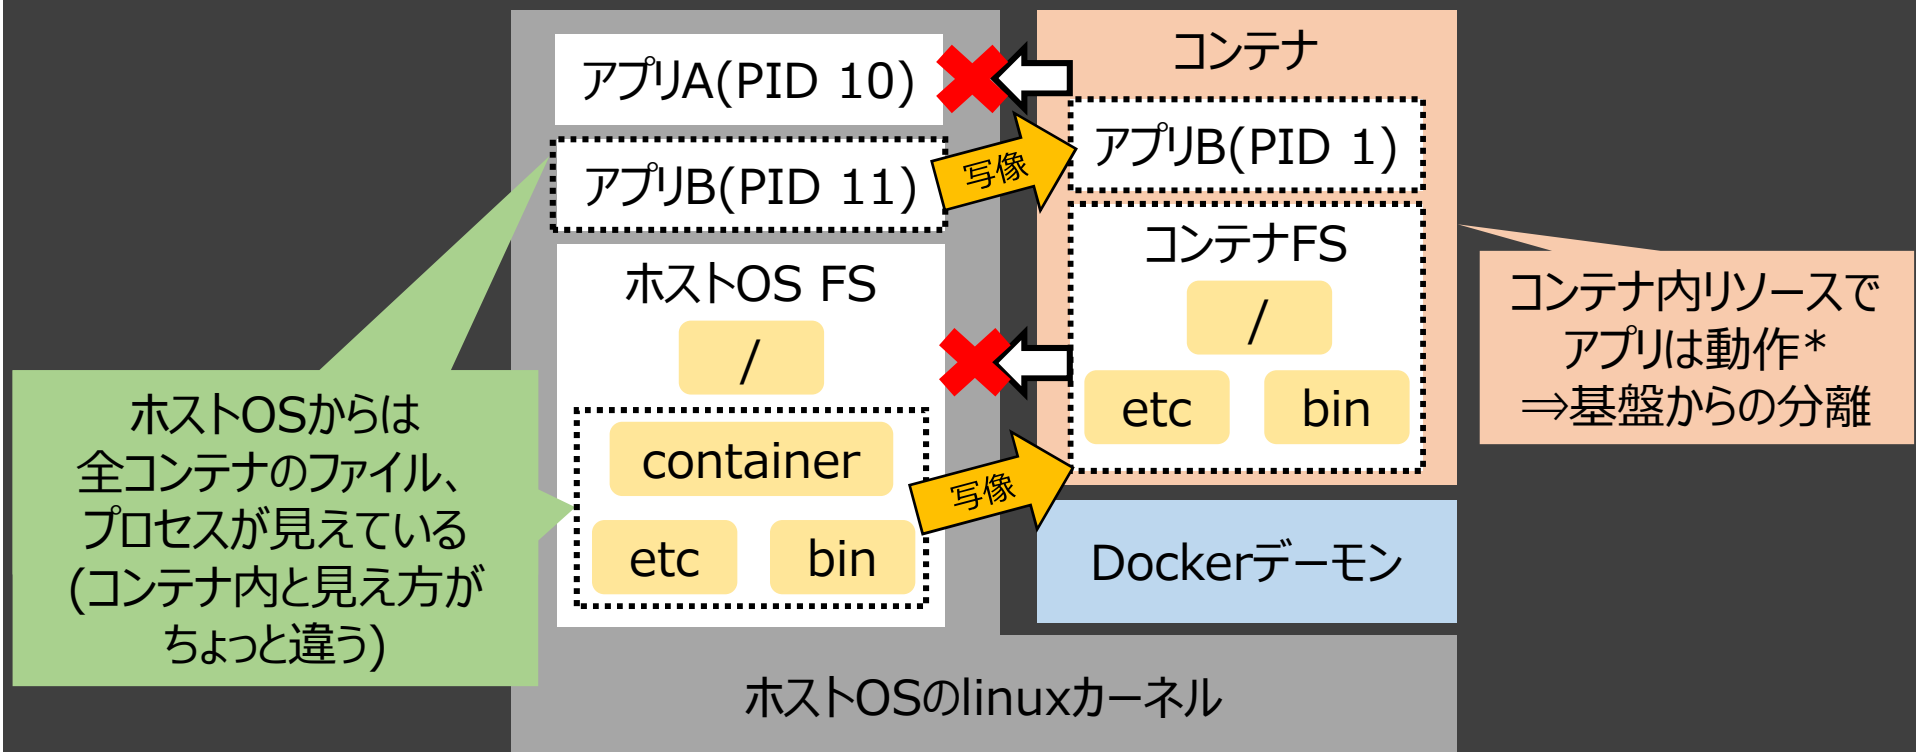 アプリA(PID 10)
アプリB(PID 11)
ホストOS FS
/
container
etc
bin
写像
写像
コンテナ
アプリB(PID 1)
コンテナFS
/
etc
bin
Dockerデーモン
ホストOSのlinuxカーネル
ホストOSからは
全コンテナのファイル、
プロセスが見えている
(コンテナ内と見え方が
ちょっと違う)
コンテナ内リソースで
アプリは動作*
⇒基盤からの分離